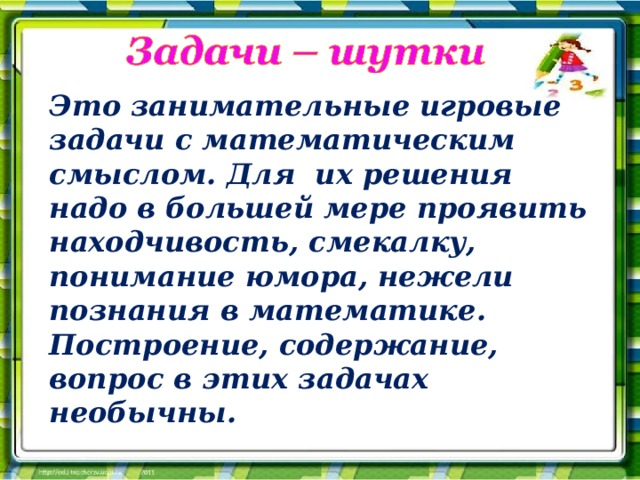 Задачи – шутки
Это занимательные игровые
задачи с математическим
смыслом. Для их решения
надо в большей мере проявить
находчивость, смекалку,
понимание юмора, нежели
познания в математике.
Построение, содержание,
вопрос в этих задачах
необычны.
2011